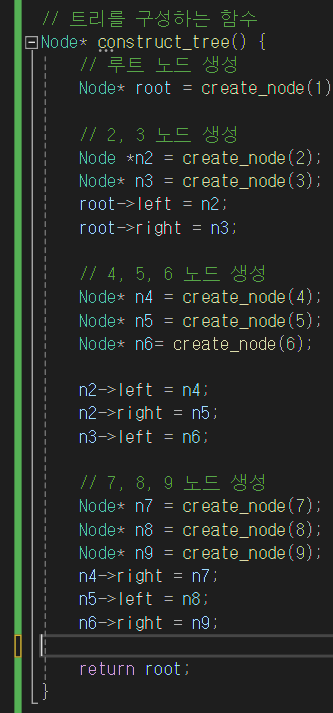 // 트리를 구성하는 함수
Node* construct_tree() {
// 루트 노드 생성
Node* root = create_node(1)
// 2, 3 노드 생성
Node *n2 = create_node(2);
Node* n3 = create_node(3);
root->left = n2;
root->right = n3;
// 4, 5, 6 노드 생성
Node* n4 = create_node(4);
Node* n5 = create_node(5);
Node* n6= create_node(6);
n2->left = n4;
n2->right = n5;
n3->left = n6;
// 7, 8, 9 노드 생성
Node* n7 = create_node(7);
Node* n8 = create_node(8);
Node* n9 = create_node(9);
n4->right = n7;
n5->left = n8;
n6->right = n9;
return root;
}